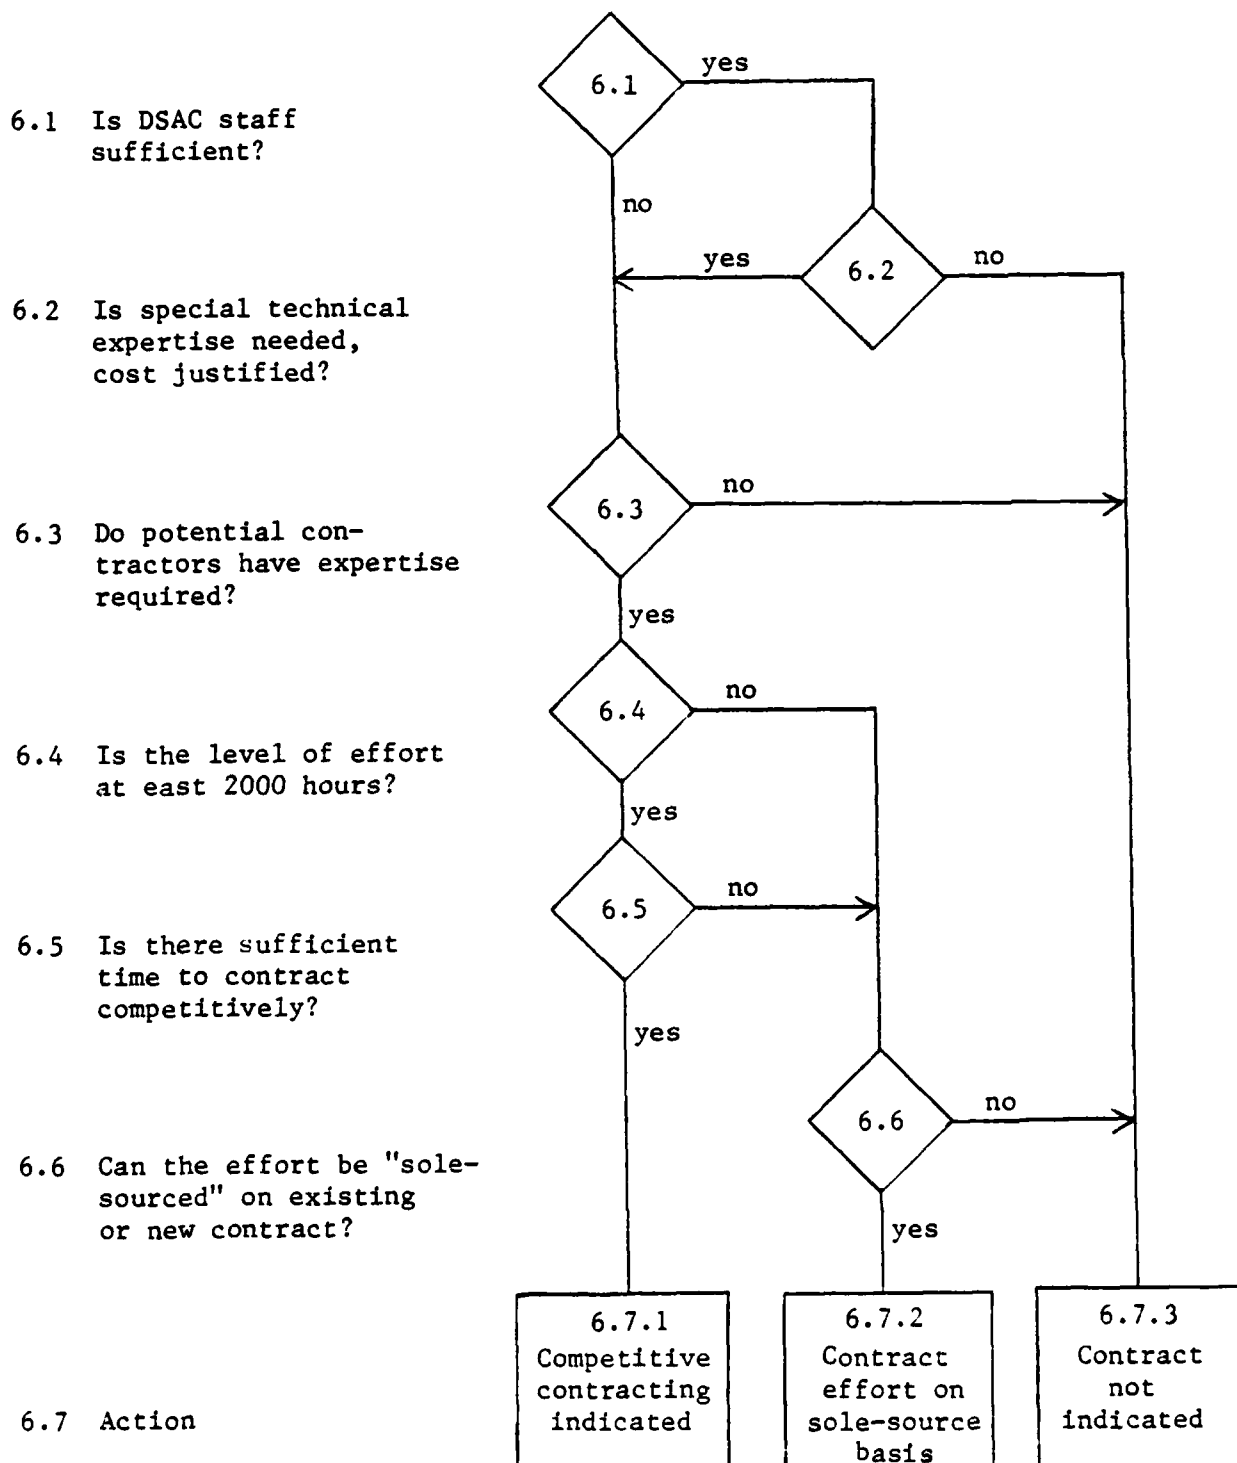 6.1
yes
6.1 Is DSAC staff
sufficient?
no
yes
6.2
no
6.2 Is special technical
expertise needed,
cost justified?
6.3
no
6.3 Do potential con-
tractors have expertise
required?
yes
6.4
no
6.4 Is the level of effort
at east 2000 hours?
yes
6.5
no
6.5 Is there sufficient
time to contract
competitively?
yes
6.6
no
6.6 Can the effort be "sole-
sourced" on existing
or new contract?
yes
6.7.1
Competitive
contracting
indicated
6.7.2
Contract
effort on
sole-source
basis
6.7.3
Contract
not
indicated
6.7 Action